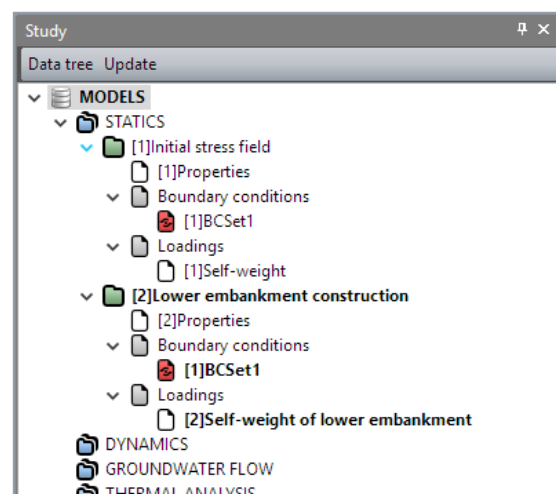 Study
Data tree Update
MODELS
STATICS
[1]Initial stress field
[1]Properties
Boundary conditions
[1]BCSet1
Loadings
[1]Self-weight
[2]Lower embankment construction
[2]Properties
Boundary conditions
[1]BCSet1
Loadings
[2]Self-weight of lower embankment
DYNAMICS
GROUNDWATER FLOW
THERMAL ANALYSIS